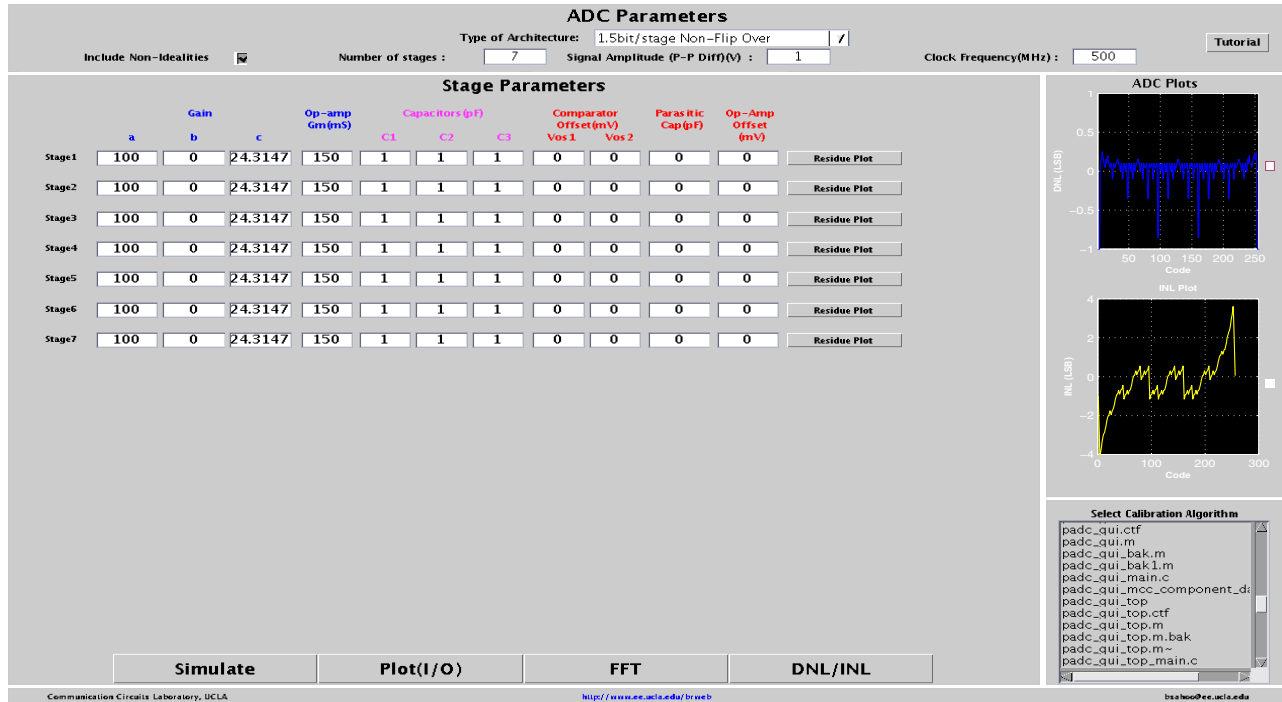 ADC Parameters
Type of Architecture: 1.5bit/stage Non-Flip Over
Include Non-Idealities Number of stages : 7 Signal Amplitude (P-P Diff)(V) : 1 Clock Frequency(MHz) : 500 Tutorial
Stage Parameters
Gain Op-amp Gm(mS) Capacitors(pF) Comparator Offset(mV) Parasitic Cap(pF) Op-Amp Offset (mV)
a b c C1 C2 C3 Vos1 Vos2
Stage1 100 0 24.3147 150 1 1 1 0 0 0 0 Residue Plot
Stage2 100 0 24.3147 150 1 1 1 0 0 0 0 Residue Plot
Stage3 100 0 24.3147 150 1 1 1 0 0 0 0 Residue Plot
Stage4 100 0 24.3147 150 1 1 1 0 0 0 0 Residue Plot
Stage5 100 0 24.3147 150 1 1 1 0 0 0 0 Residue Plot
Stage6 100 0 24.3147 150 1 1 1 0 0 0 0 Residue Plot
Stage7 100 0 24.3147 150 1 1 1 0 0 0 0 Residue Plot
Simulate Plot(I/O) FFT DNL/INL
ADC Plots
DNL (LSB)
1
0.5
0
-0.5
-1
50 100 150 200 250
Code
INL Plot
INL (LSB)
4
2
0
-2
-4
0 100 200 300
Code
Select Calibration Algorithm
padc_gui.ctf
padc_gui.m
padc_gui_bak.m
padc_gui_bak1.m
padc_gui_main.c
padc_gui_mcc_component_da
padc_gui_top
padc_gui_top.ctf
padc_gui_top.m
padc_gui_top.m.bak
padc_gui_top.m~
padc_gui_top_main.c
Communication Circuits Laboratory, UCLA http://www.ee.ucla.edu/brweb bsahoo@ee.ucla.edu